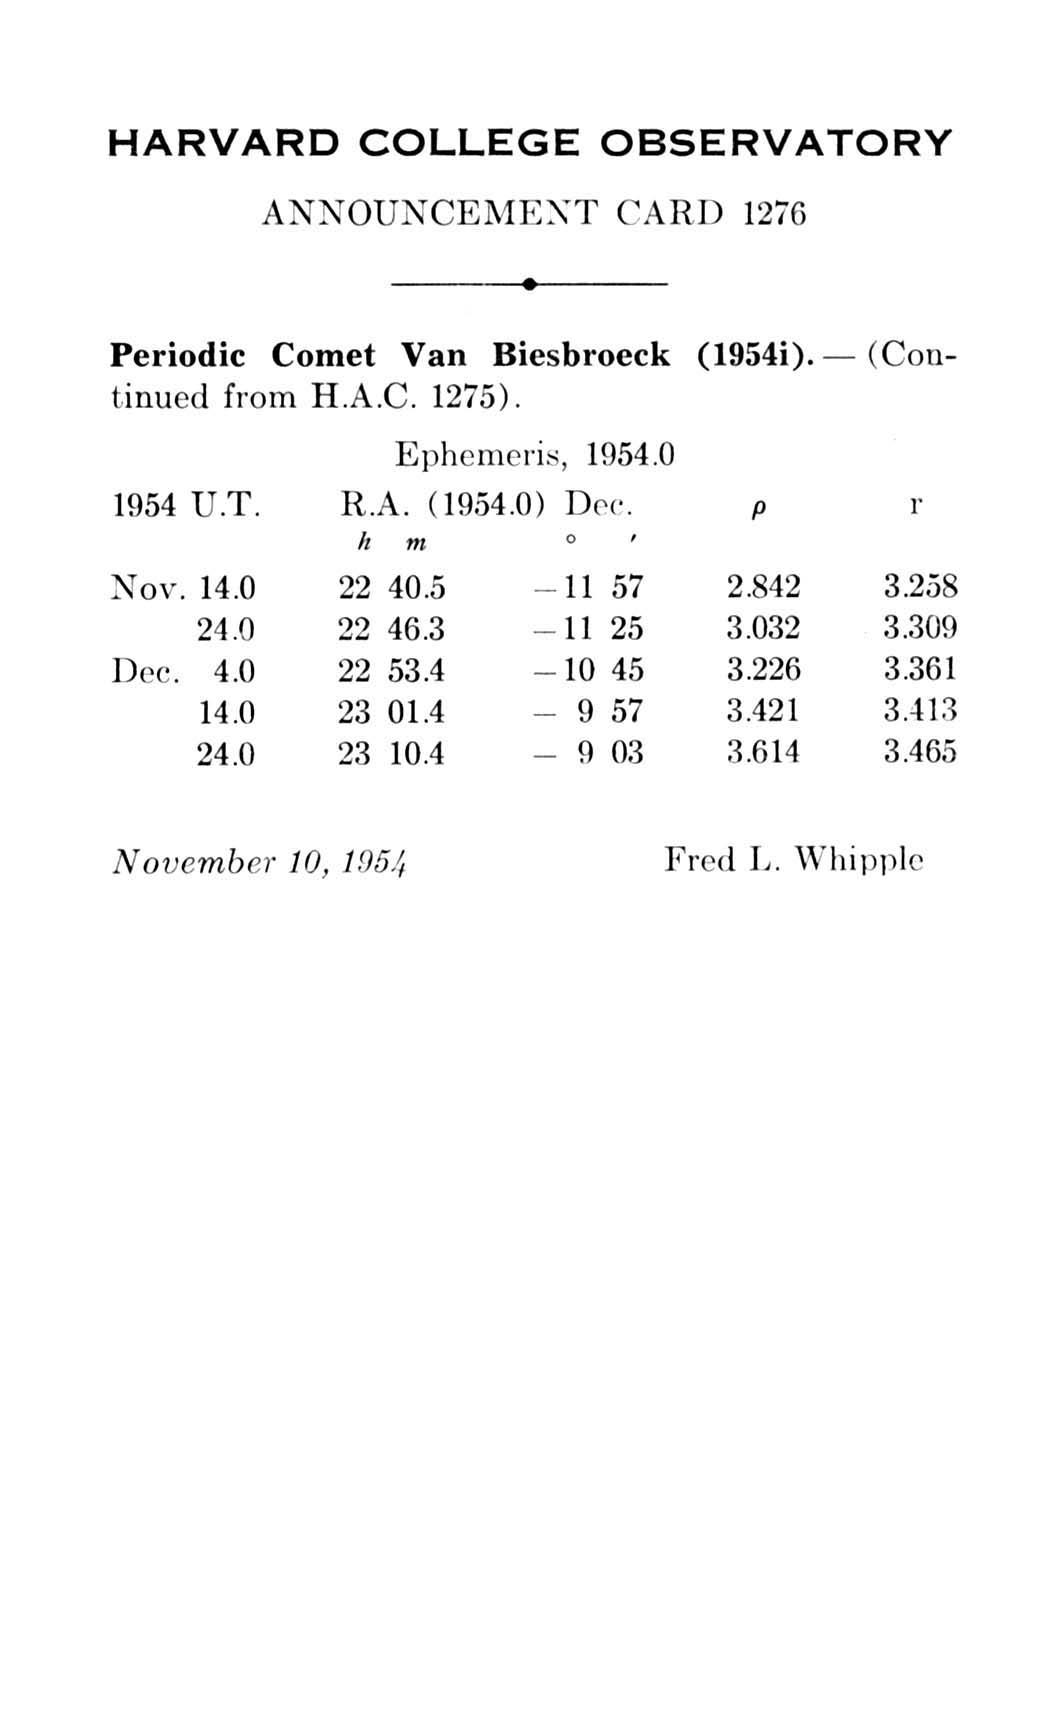 HARVARD COLLEGE OBSERVATORY
ANNOUNCEMENT CARD 1276
Periodic Comet Van Biesbroeck (1954i). — (Con-
tinued from H.A.C. 1275).
Ephemeris, 1954.0
1954 U.T. R.A. (1954.0) Dec. ρ r
h m ° ′
Nov. 14.0 22 40.5 –11 57 2.842 3.258
24.0 22 46.3 –11 25 3.032 3.309
Dec. 4.0 22 53.4 –10 45 3.226 3.361
14.0 23 01.4 – 9 57 3.421 3.413
24.0 23 10.4 – 9 03 3.614 3.465
November 10, 1954 Fred L. Whipple